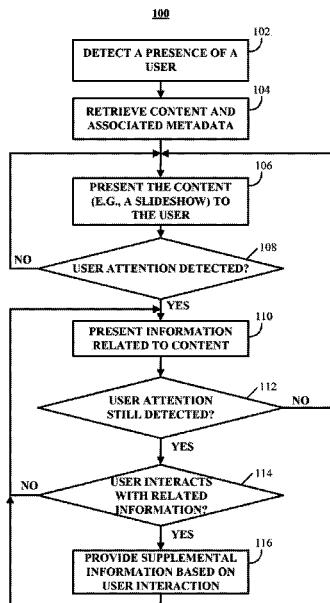 100
102
DETECT A PRESENCE OF A
USER
104
RETRIEVE CONTENT AND
ASSOCIATED METADATA
106
PRESENT THE CONTENT
(E.G., A SLIDESHOW) TO
THE USER
NO
108
USER ATTENTION DETECTED?
YES
110
PRESENT INFORMATION
RELATED TO CONTENT
112
USER ATTENTION
STILL DETECTED?
NO
YES
114
NO
USER INTERACTS
WITH RELATED
INFORMATION?
YES
116
PROVIDE SUPPLEMENTAL
INFORMATION BASED ON
USER INTERACTION